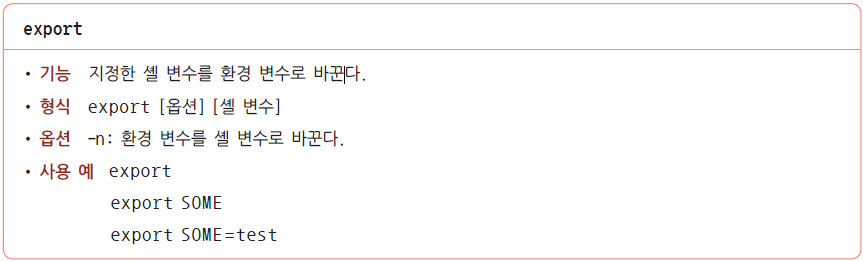 export
• 기능 지정한 셸 변수를 환경 변수로 바꾼다.
• 형식 export [옵션] [셸 변수]
• 옵션 -n: 환경 변수를 셸 변수로 바꾼다.
• 사용 예 export
export SOME
export SOME=test